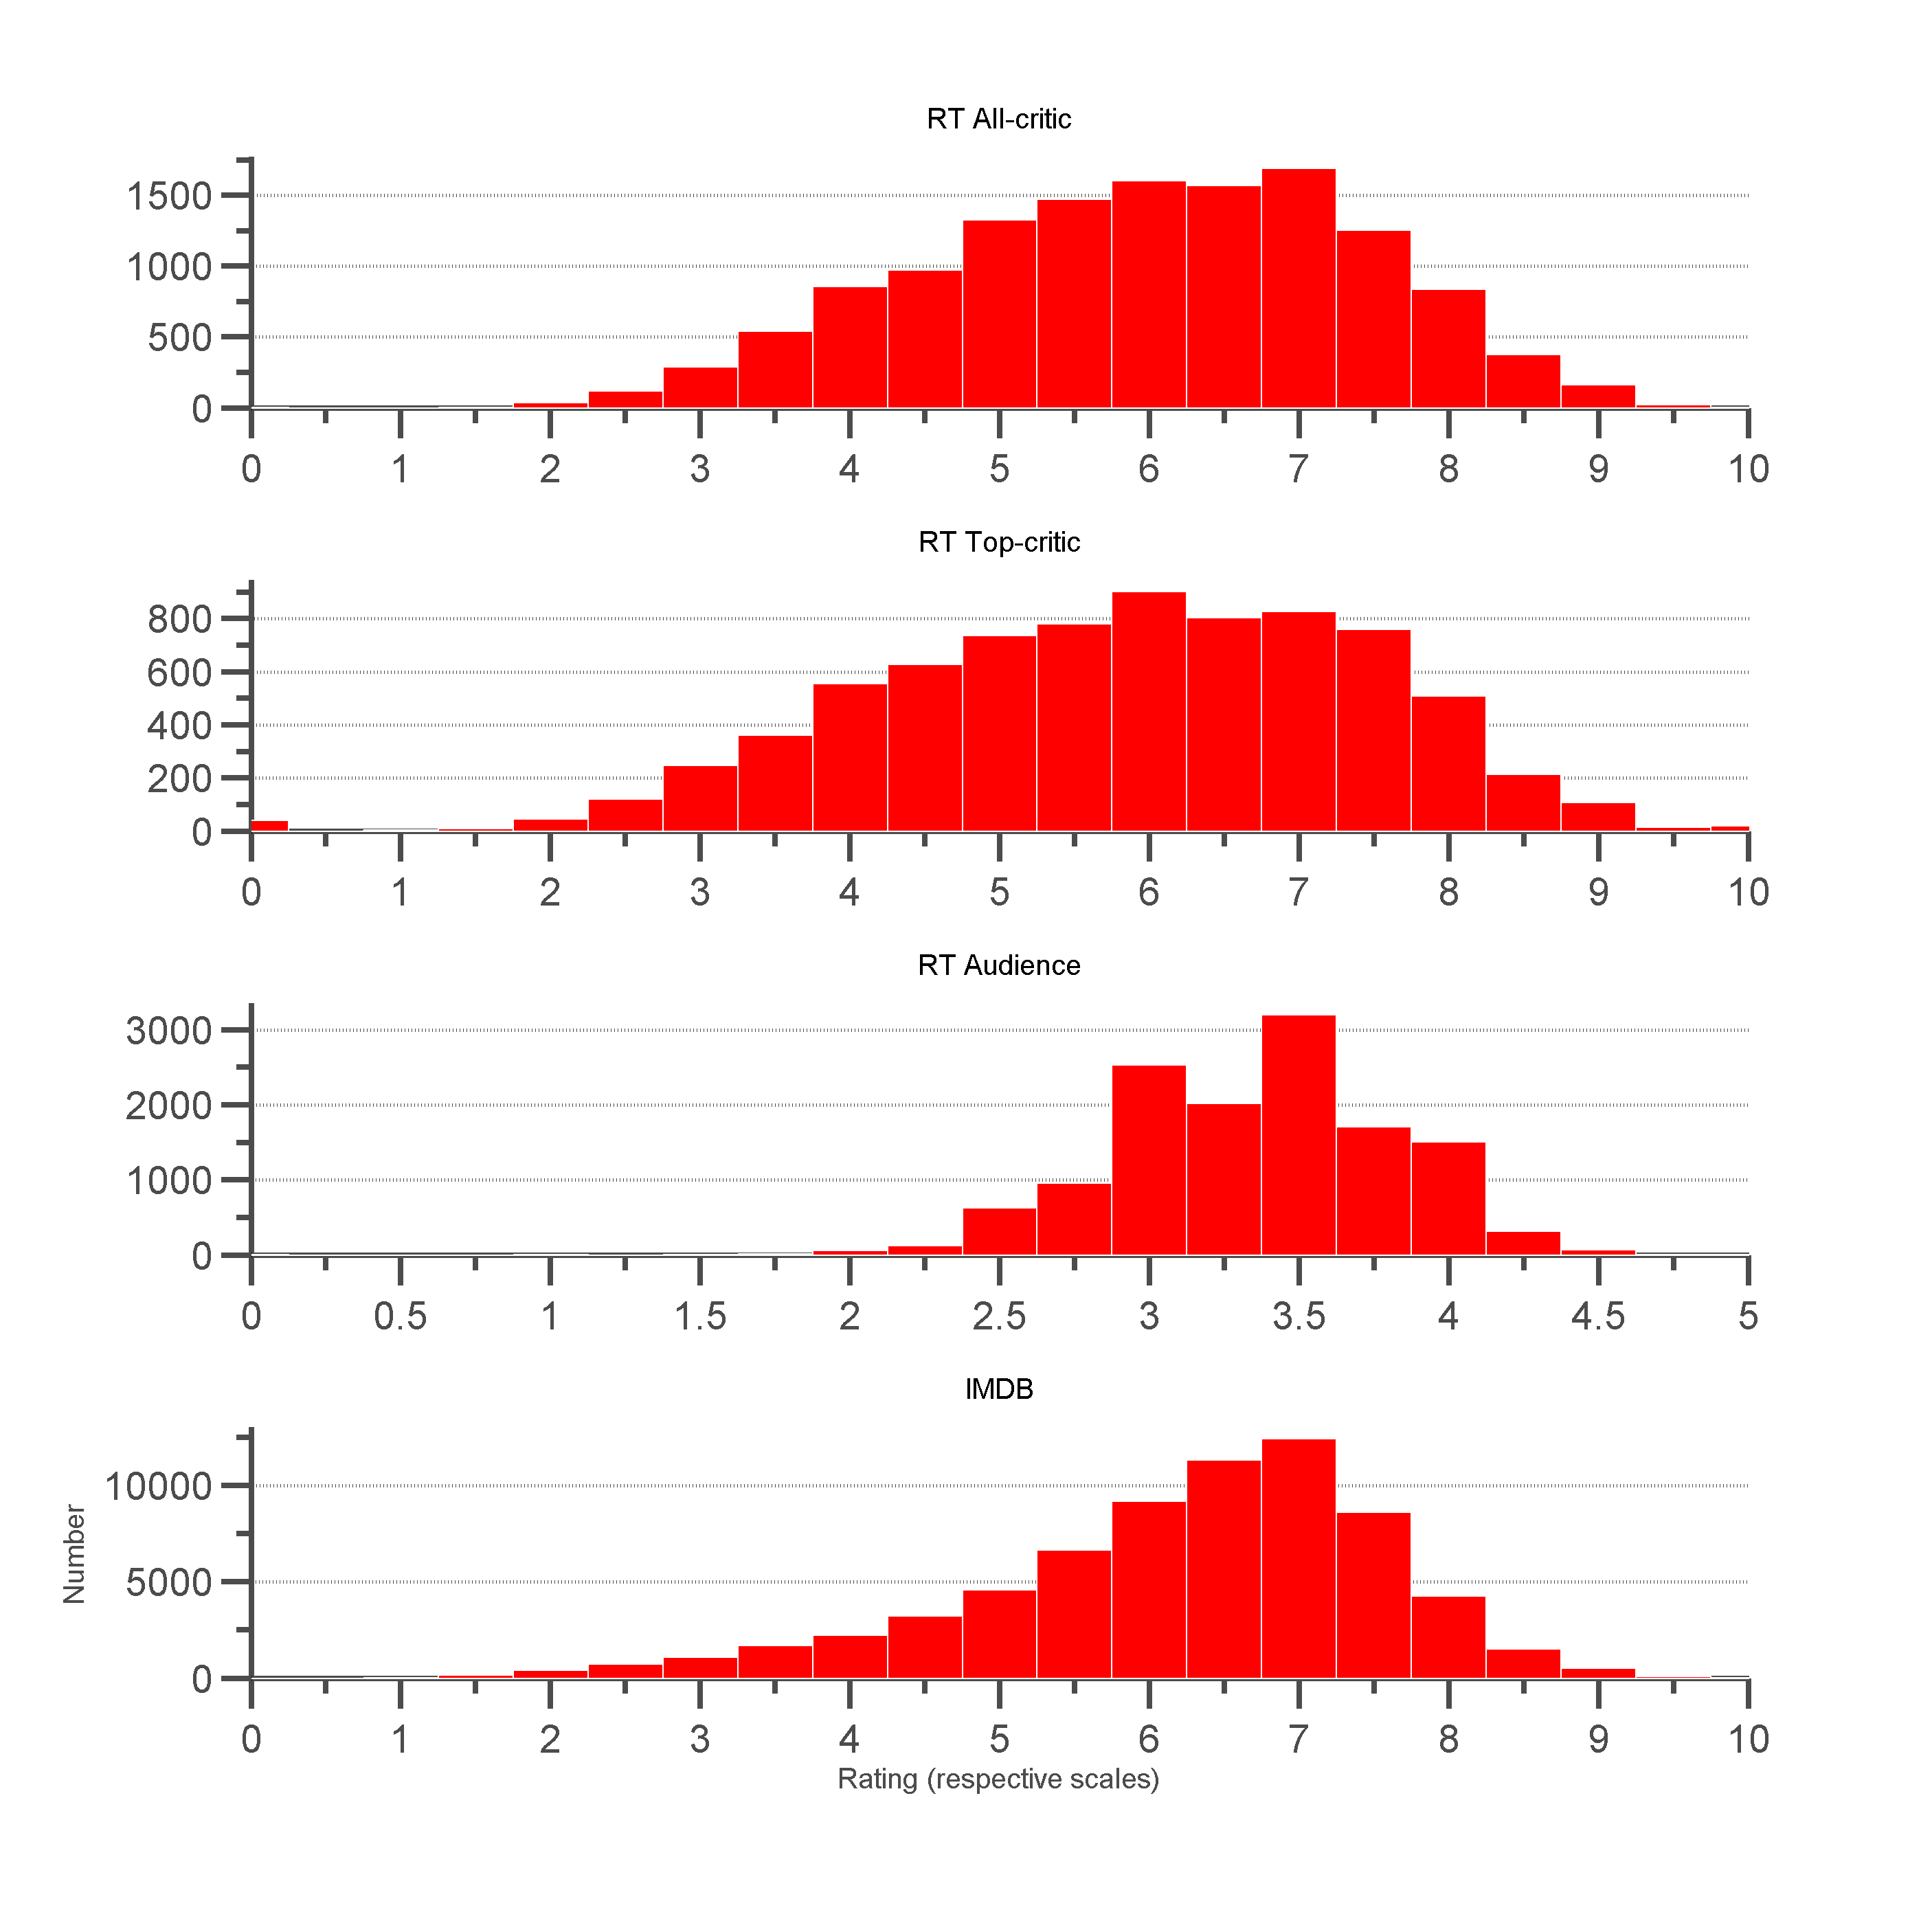 RT All-critic
1500
1000
500
0
0 1 2 3 4 5 6 7 8 9 10
RT Top-critic
800
600
400
200
0
0 1 2 3 4 5 6 7 8 9 10
RT Audience
3000
2000
1000
0
0 0.5 1 1.5 2 2.5 3 3.5 4 4.5 5
IMDB
10000
5000
0
Number
0 1 2 3 4 5 6 7 8 9 10
Rating (respective scales)